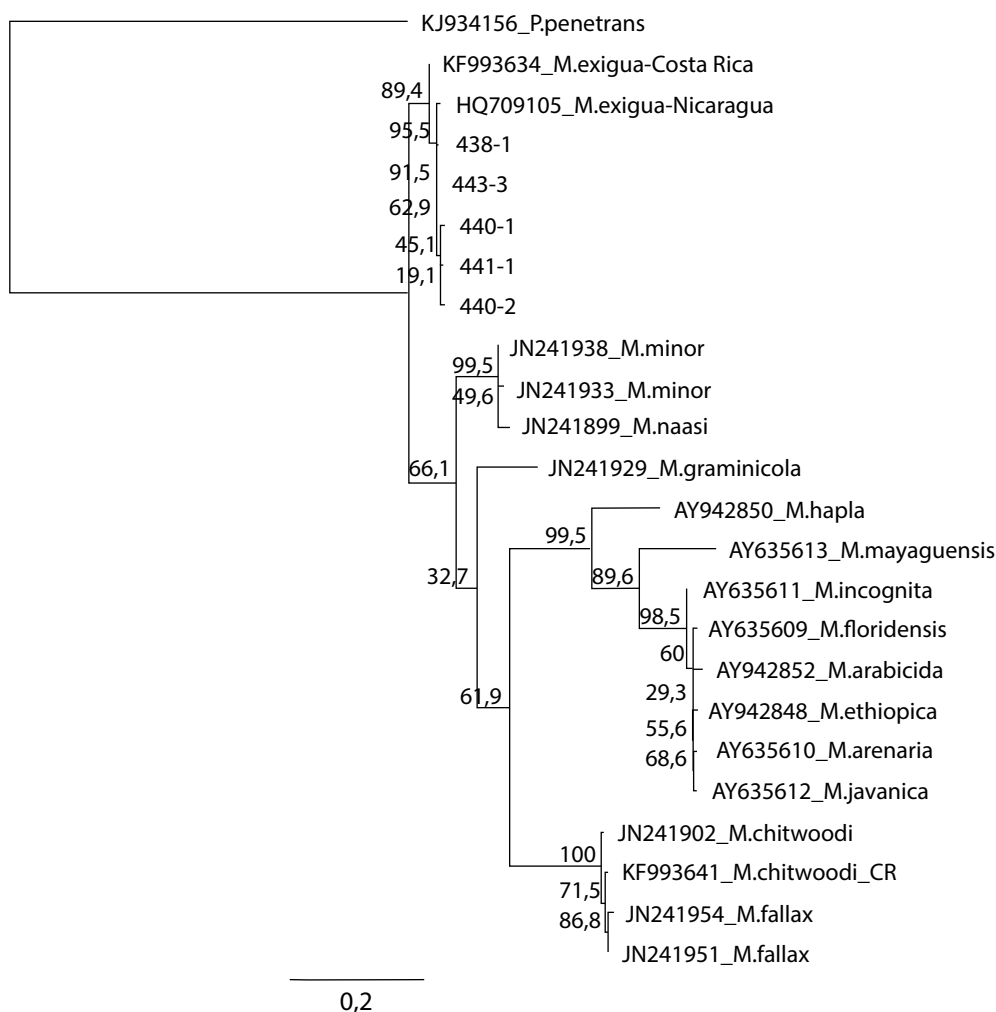 KJ934156_P.penetrans
KF993634_M.exigua-Costa Rica
89,4
HQ709105_M.exigua-Nicaragua
95,5
438-1
91,5
443-3
62,9
440-1
45,1
441-1
19,1
440-2
JN241938_M.minor
99,5
JN241933_M.minor
49,6
JN241899_M.naasi
66,1
JN241929_M.graminicola
AY942850_M.hapla
99,5
AY635613_M.mayaguensis
32,7
89,6
AY635611_M.incognita
98,5
AY635609_M.floridensis
60
AY942852_M.arabicida
29,3
61,9
AY942848_M.ethiopica
55,6
AY635610_M.arenaria
68,6
AY635612_M.javanica
JN241902_M.chitwoodi
100
KF993641_M.chitwoodi_CR
71,5
JN241954_M.fallax
86,8
JN241951_M.fallax
0,2